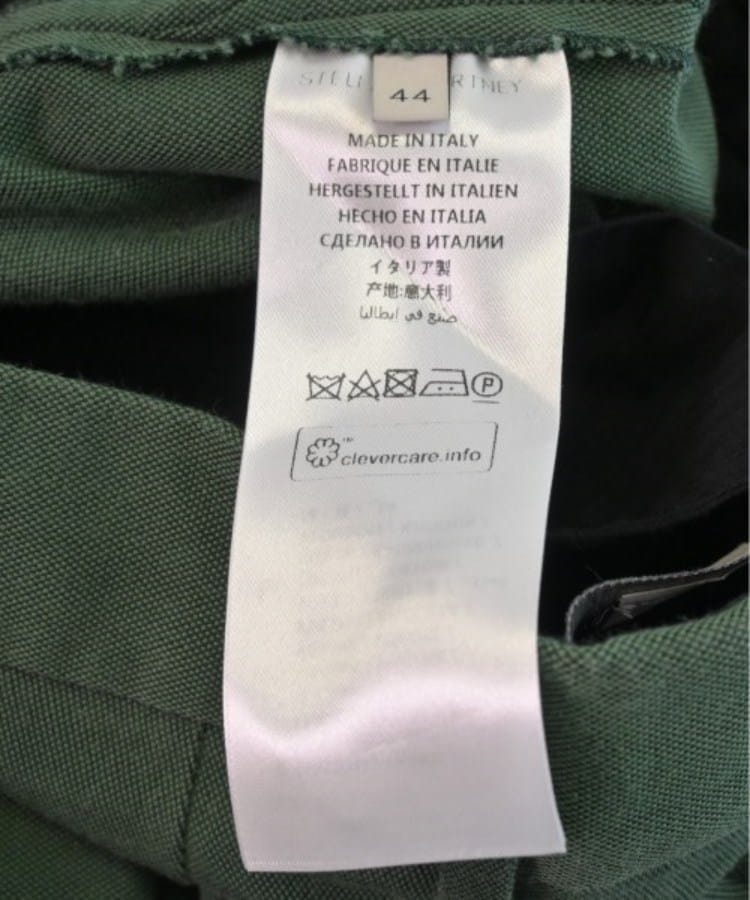 44
MADE IN ITALY
FABRIQUE EN ITALIE
HERGESTELLT IN ITALIEN
HECHO EN ITALIA
СДЕЛАНО В ИТАЛИИ
イタリア製
产地:意大利
صنع في ايطاليا
P
™ clevercare.info